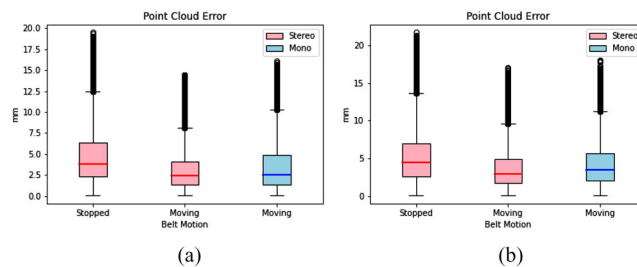 Point Cloud Error
20.0
17.5
15.0
12.5
10.0
7.5
5.0
2.5
0.0
mm
Stereo
Mono
Stopped Moving Moving
Belt Motion
(a)
Point Cloud Error
20
15
10
5
0
mm
Stereo
Mono
Stopped Moving Moving
Belt Motion
(b)